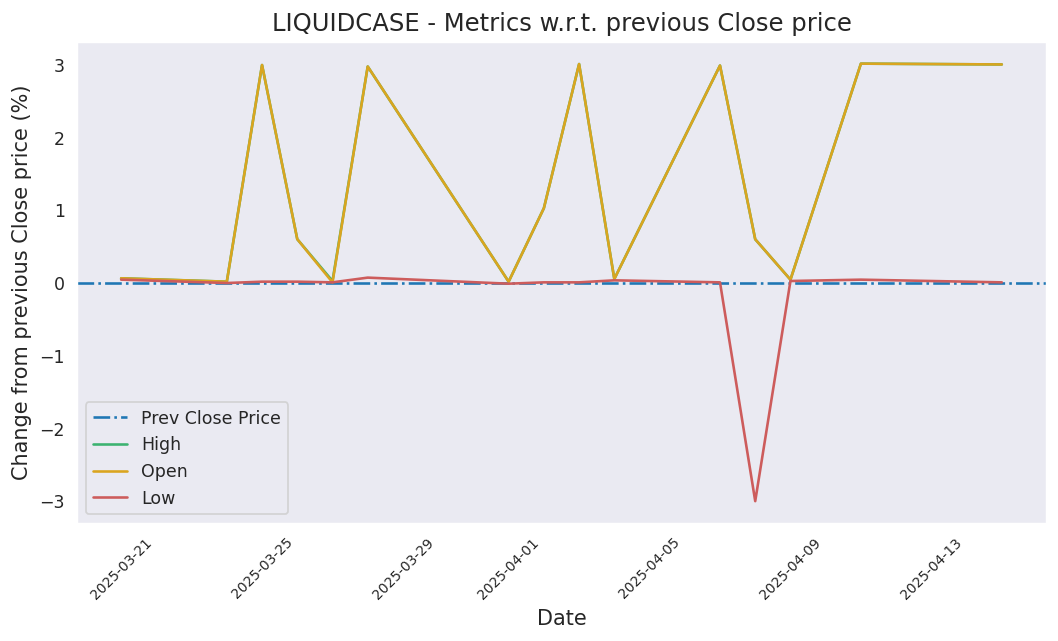 LIQUIDCASE - Metrics w.r.t. previous Close price
Change from previous Close price (%)
3
2
1
0
−1
−2
−3
Prev Close Price
High
Open
Low
2025-03-21
2025-03-25
2025-03-29
2025-04-01
2025-04-05
2025-04-09
2025-04-13
Date